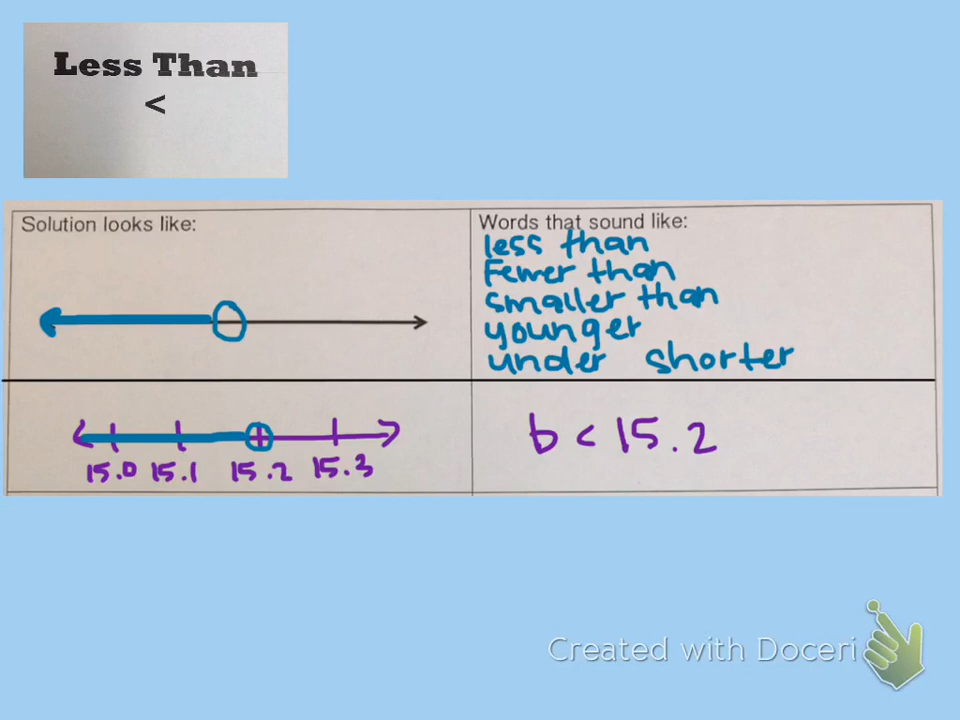 Less Than
<
Solution looks like:
Words that sound like:
less than
Fewer than
smaller than
younger
under shorter
15.0 15.1 15.2 15.3
b < 15.2
Created with Doceri